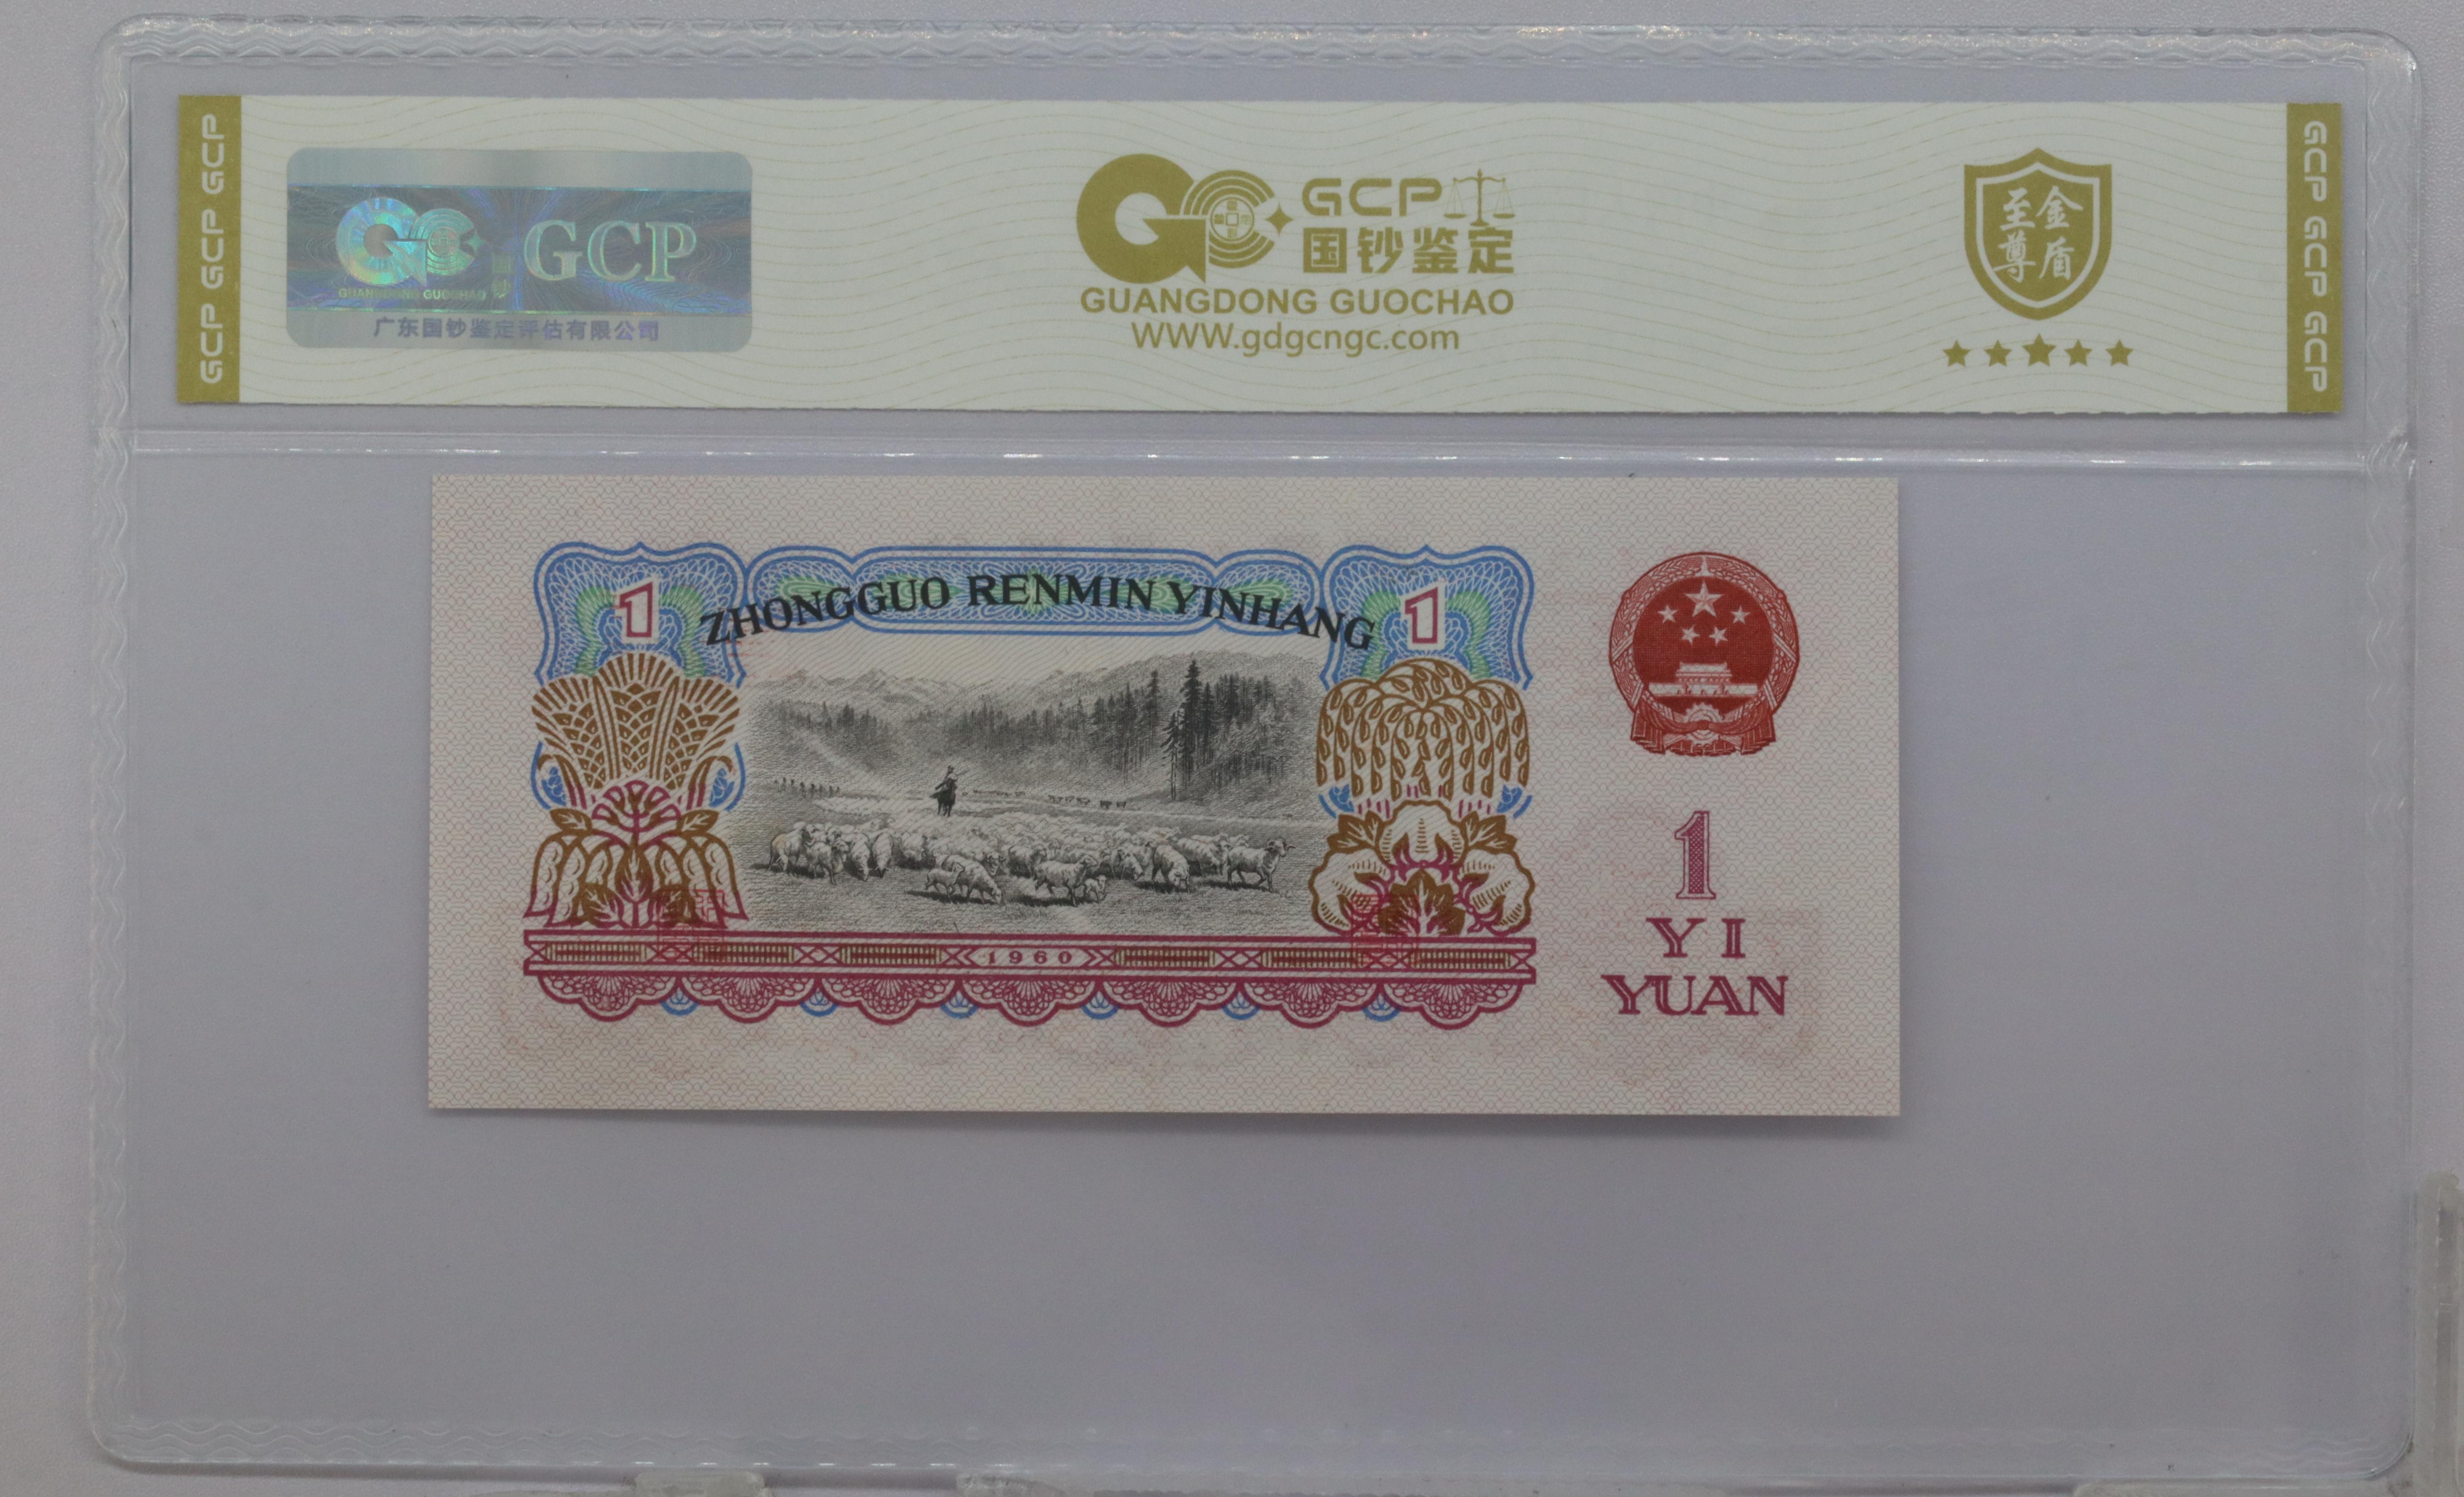 GCP GCP GCP
GCP
GUANGDONG GUOCHAO
广东国钞鉴定评估有限公司
GCP
国钞鉴定
GUANGDONG GUOCHAO
WWW.gdgcngc.com
至尊金盾
GCP GCP GCP
ZHONGGUO RENMIN YINHANG
1
1
1960
1
YI
YUAN